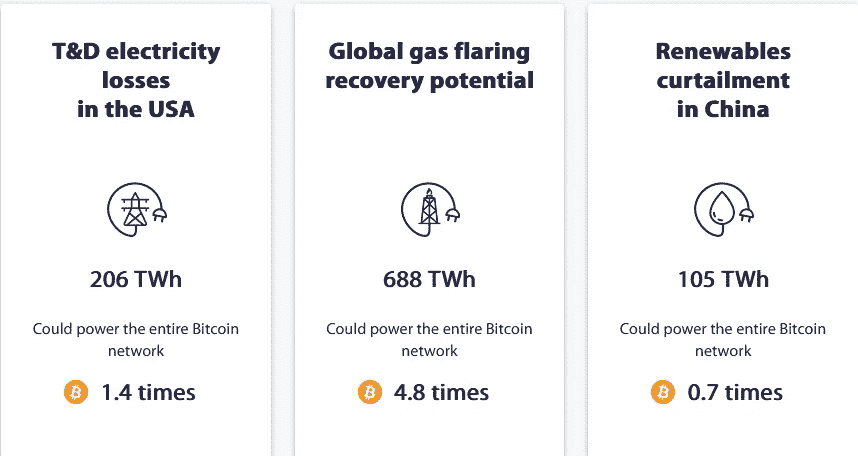 T&D electricity
losses
in the USA
206 TWh
Could power the entire Bitcoin
network
1.4 times
Global gas flaring
recovery potential
688 TWh
Could power the entire Bitcoin
network
4.8 times
Renewables
curtailment
in China
105 TWh
Could power the entire Bitcoin
network
0.7 times